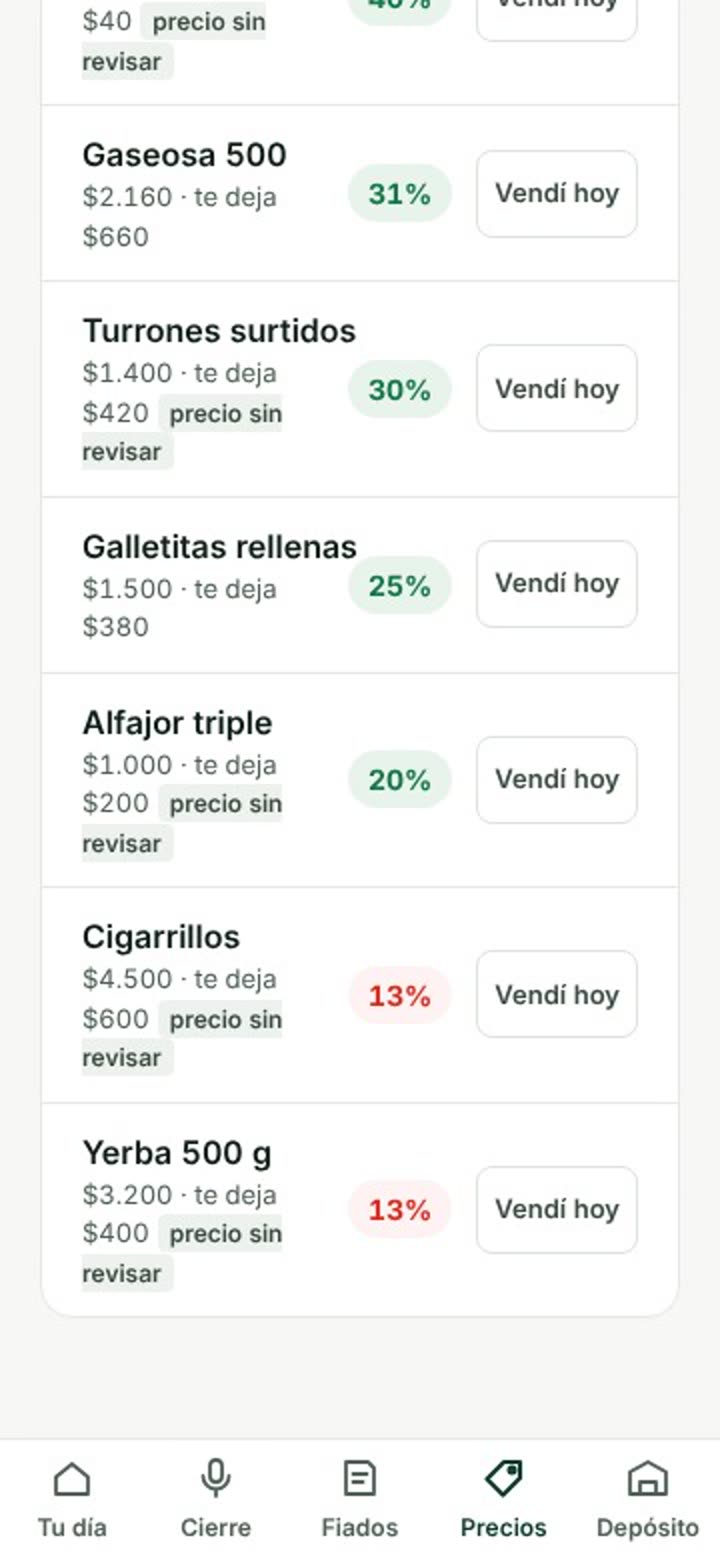 $40 precio sin
revisar
40%
Vendí hoy
Gaseosa 500
$2.160 · te deja
$660
31%
Vendí hoy
Turrones surtidos
$1.400 · te deja
$420 precio sin
revisar
30%
Vendí hoy
Galletitas rellenas
$1.500 · te deja
$380
25%
Vendí hoy
Alfajor triple
$1.000 · te deja
$200 precio sin
revisar
20%
Vendí hoy
Cigarrillos
$4.500 · te deja
$600 precio sin
revisar
13%
Vendí hoy
Yerba 500 g
$3.200 · te deja
$400 precio sin
revisar
13%
Vendí hoy
Tu día
Cierre
Fiados
Precios
Depósito